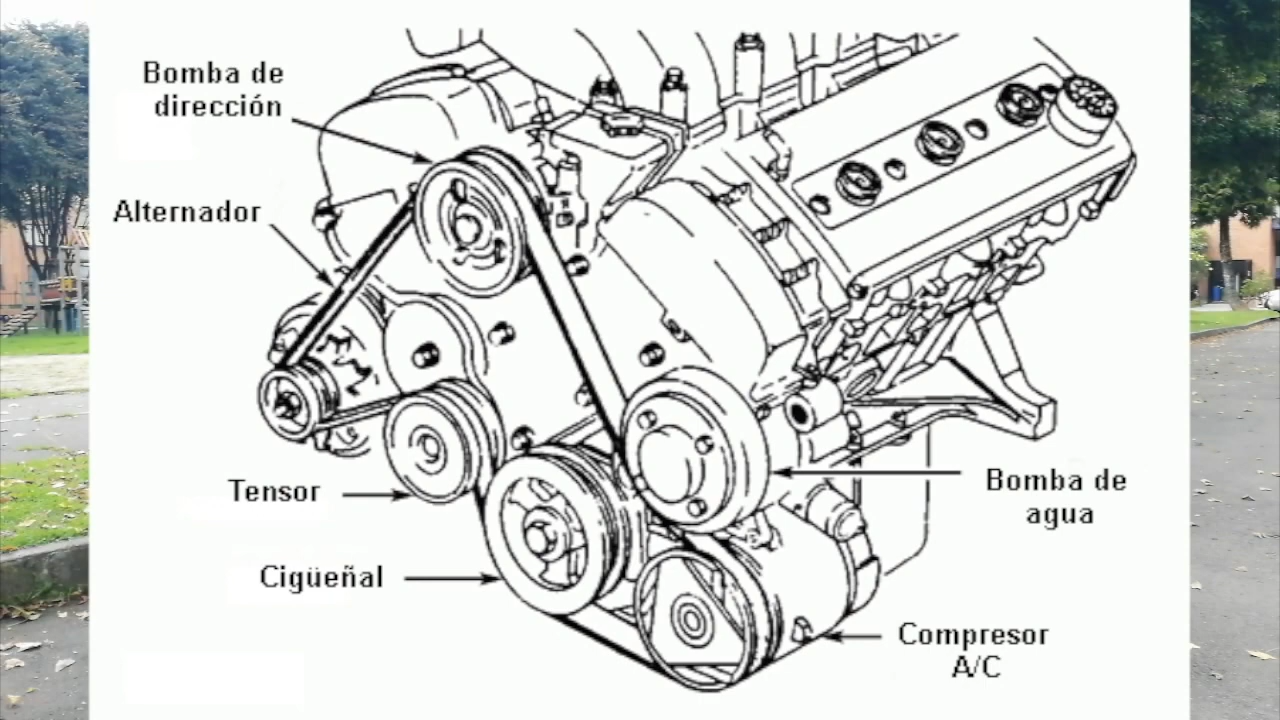 Bomba de
dirección
Alternador
Tensor
Cigüeñal
Bomba de
agua
Compresor
A/C